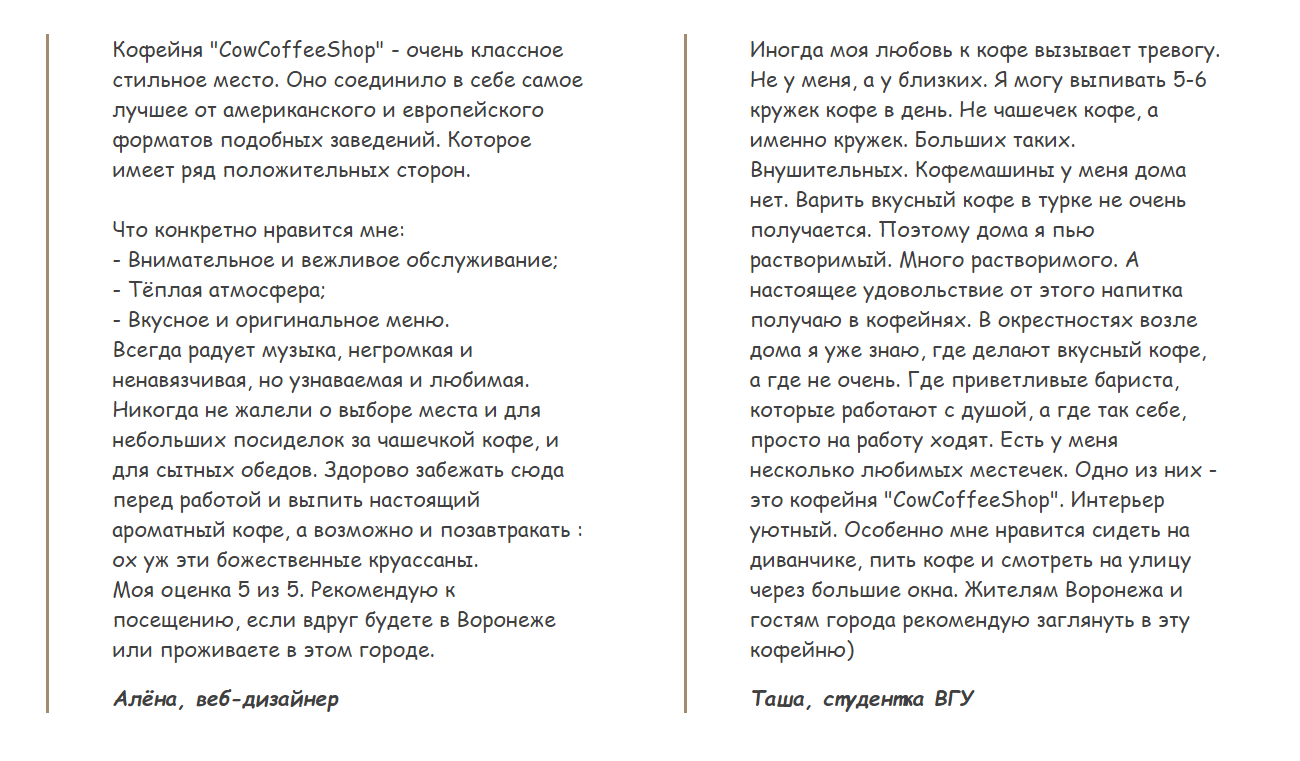 Кофейня "CowCoffeeShop" - очень классное
стильное место. Оно соединило в себе самое
лучшее от американского и европейского
форматов подобных заведений. Которое
имеет ряд положительных сторон.
Что конкретно нравится мне:
- Внимательное и вежливое обслуживание;
- Тёплая атмосфера;
- Вкусное и оригинальное меню.
Всегда радует музыка, негромкая и
ненавязчивая, но узнаваемая и любимая.
Никогда не жалели о выборе места и для
небольших посиделок за чашечкой кофе, и
для сытных обедов. Здорово забежать сюда
перед работой и выпить настоящий
ароматный кофе, а возможно и позавтракать :
ох уж эти божественные круассаны.
Моя оценка 5 из 5. Рекомендую к
посещению, если вдруг будете в Воронеже
или проживаете в этом городе.
Алёна, веб-дизайнер
Иногда моя любовь к кофе вызывает тревогу.
Не у меня, а у близких. Я могу выпивать 5-6
кружек кофе в день. Не чашечек кофе, а
именно кружек. Больших таких.
Внушительных. Кофемашины у меня дома
нет. Варить вкусный кофе в турке не очень
получается. Поэтому дома я пью
растворимый. Много растворимого. А
настоящее удовольствие от этого напитка
получаю в кофейнях. В окрестностях возле
дома я уже знаю, где делают вкусный кофе,
а где не очень. Где приветливые бариста,
которые работают с душой, а где так себе,
просто на работу ходят. Есть у меня
несколько любимых местечек. Одно из них -
это кофейня "CowCoffeeShop". Интерьер
уютный. Особенно мне нравится сидеть на
диванчике, пить кофе и смотреть на улицу
через большие окна. Жителям Воронежа и
гостям города рекомендую заглянуть в эту
кофейню)
Таша, студентка ВГУ